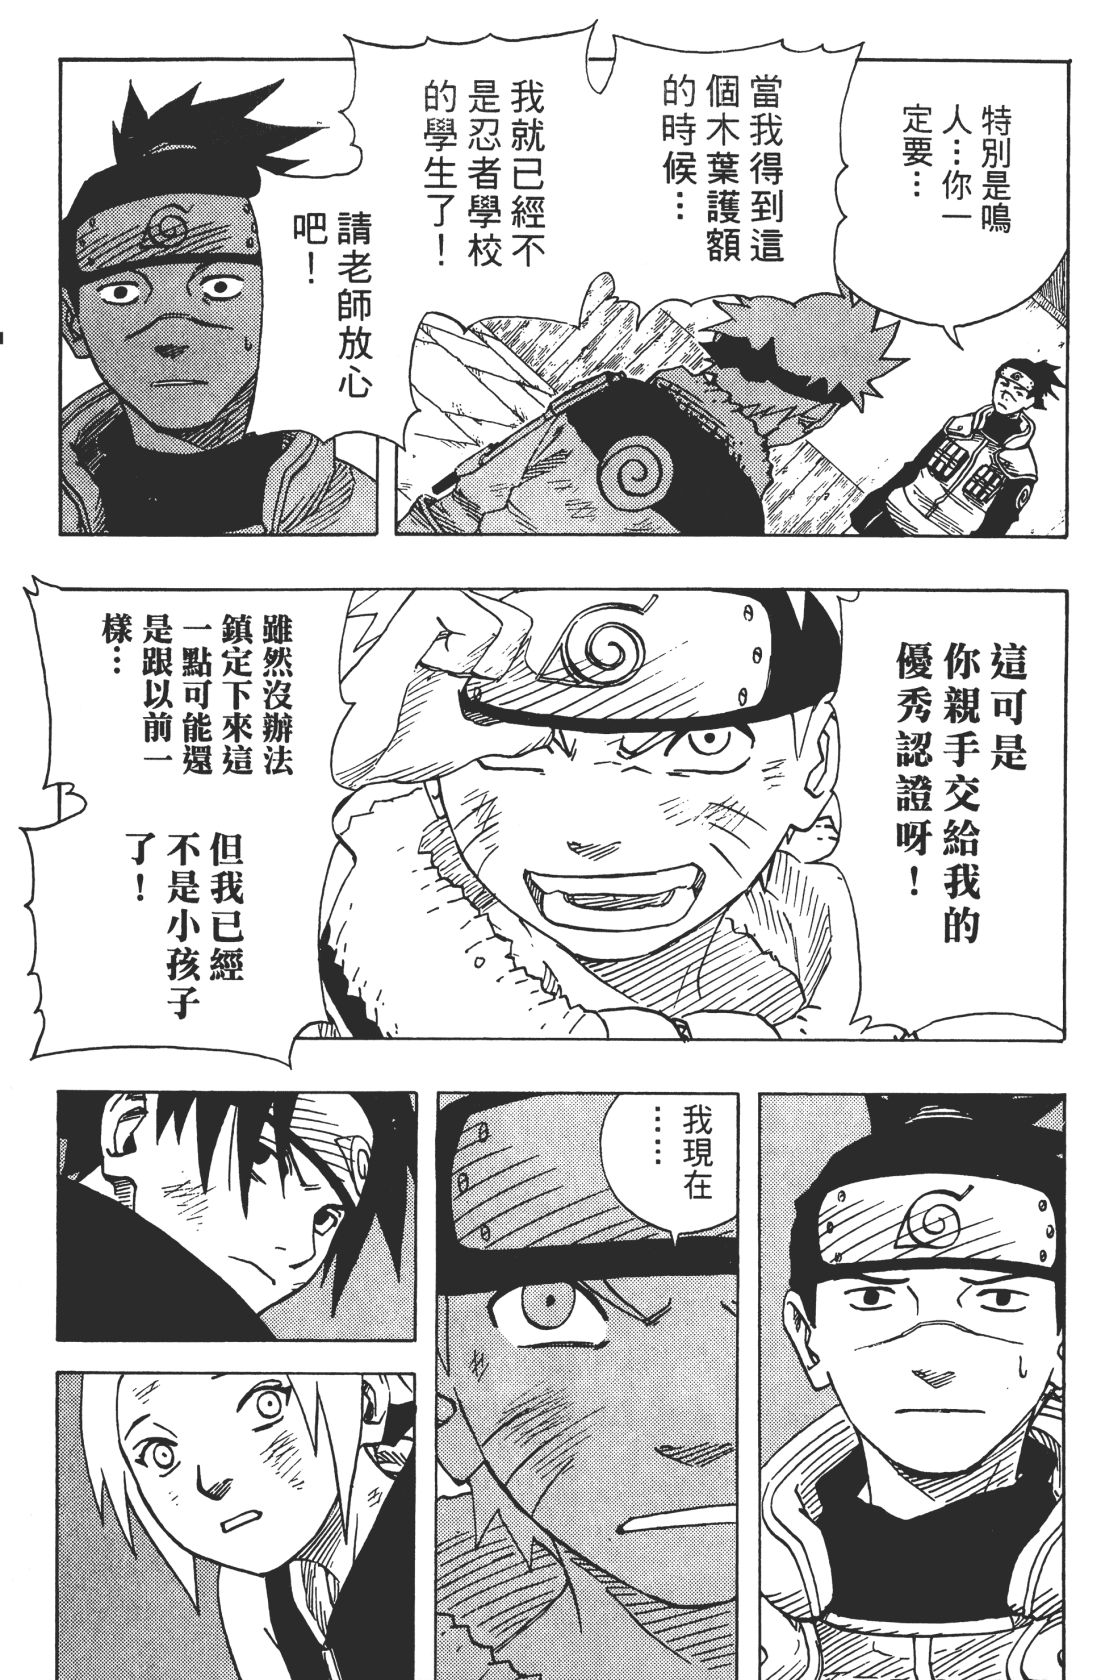 特別是鳴
人…你一
定要…
當我得到這
個木葉護額
的時候…
我就已經不
是忍者學校
的學生了！
請老師放心
吧！
這可是
你親手交給我的
優秀認證呀！
雖然沒辦法
鎮定下來這
一點可能還
是跟以前一
樣…
但我已經
不是小孩子
了！
我現在
……